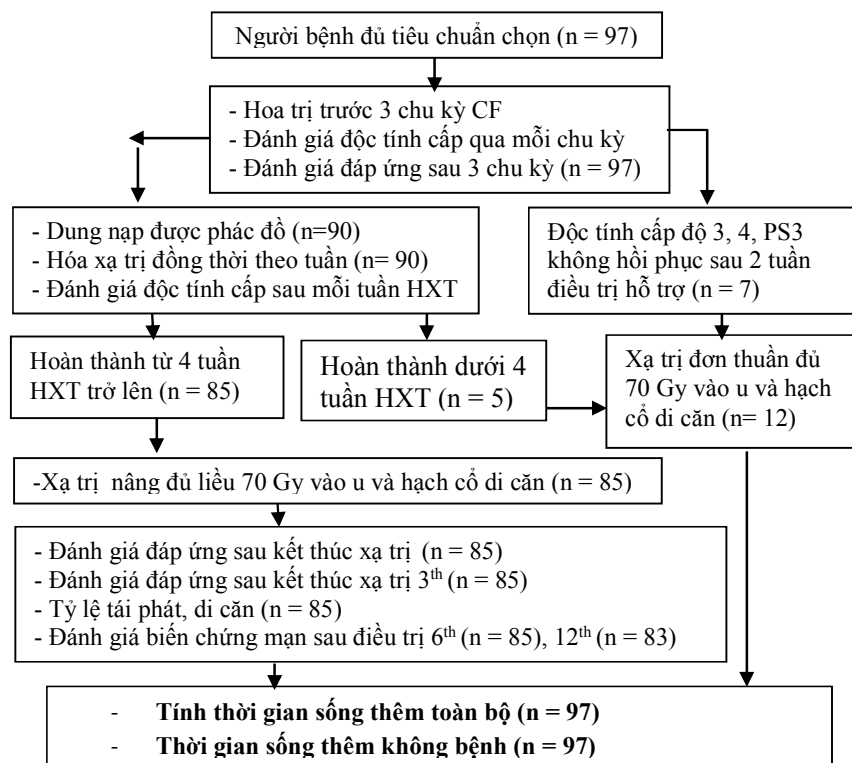 Người bệnh đủ tiêu chuẩn chọn (n = 97)
- Hoa trị trước 3 chu kỳ CF
- Đánh giá độc tính cấp qua mỗi chu kỳ
- Đánh giá đáp ứng sau 3 chu kỳ (n = 97)
- Dung nạp được phác đồ (n=90)
- Hóa xạ trị đồng thời theo tuần (n= 90)
- Đánh giá độc tính cấp sau mỗi tuần HXT
Độc tính cấp độ 3, 4, PS3
không hồi phục sau 2 tuần
điều trị hỗ trợ (n = 7)
Hoàn thành từ 4 tuần
HXT trở lên (n = 85)
Hoàn thành dưới 4
tuần HXT (n = 5)
Xạ trị đơn thuần đủ
70 Gy vào u và hạch
cổ di căn (n= 12)
-Xạ trị nâng đủ liều 70 Gy vào u và hạch cổ di căn (n = 85)
- Đánh giá đáp ứng sau kết thúc xạ trị (n = 85)
- Đánh giá đáp ứng sau kết thúc xạ trị 3th (n = 85)
- Tỷ lệ tái phát, di căn (n = 85)
- Đánh giá biến chứng mạn sau điều trị 6th (n = 85), 12th (n = 83)
- Tính thời gian sống thêm toàn bộ (n = 97)
- Thời gian sống thêm không bệnh (n = 97)